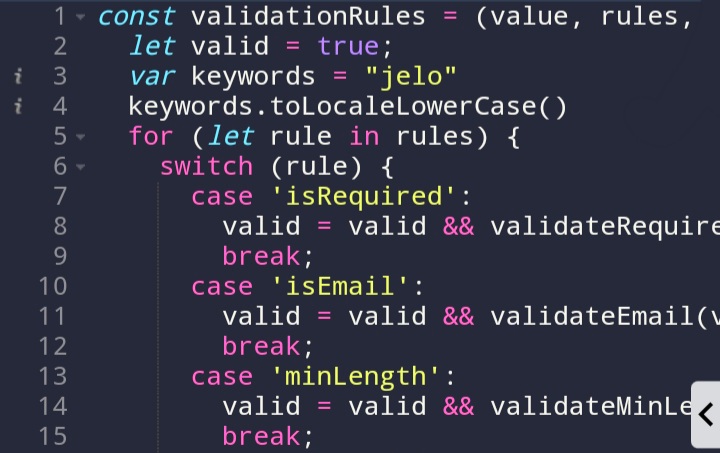 1 const validationRules = (value, rules,
2 let valid = true;
i 3 var keywords = "jelo"
i 4 keywords.toLocaleLowerCase()
5 for (let rule in rules) {
6 switch (rule) {
7 case 'isRequired':
8 valid = valid && validateRequire
9 break;
10 case 'isEmail':
11 valid = valid && validateEmail(v
12 break;
13 case 'minLength':
14 valid = valid && validateMinLe
15 break;